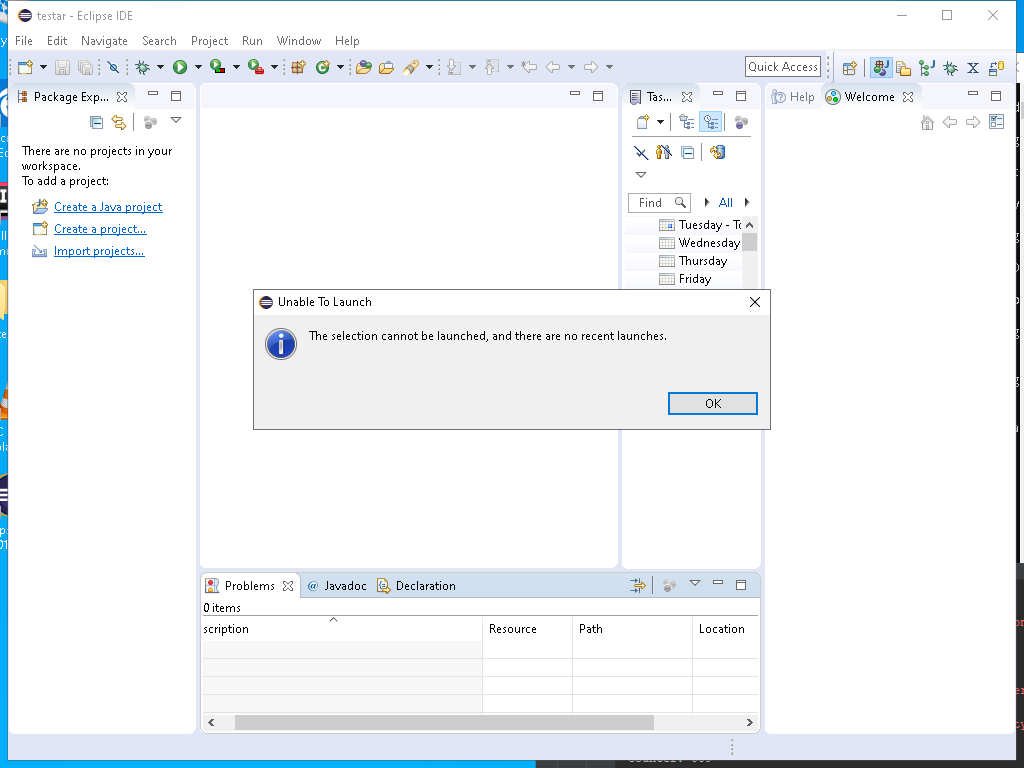 testar - Eclipse IDE
File Edit Navigate Search Project Run Window Help
Quick Access
Package Exp...
There are no projects in your
workspace.
To add a project:
Create a Java project
Create a project...
Import projects...
Tas...
Find
All
Tuesday - To
Wednesday
Thursday
Friday
Help Welcome
Unable To Launch
The selection cannot be launched, and there are no recent launches.
OK
Problems @ Javadoc Declaration
0 items
scription Resource Path Location